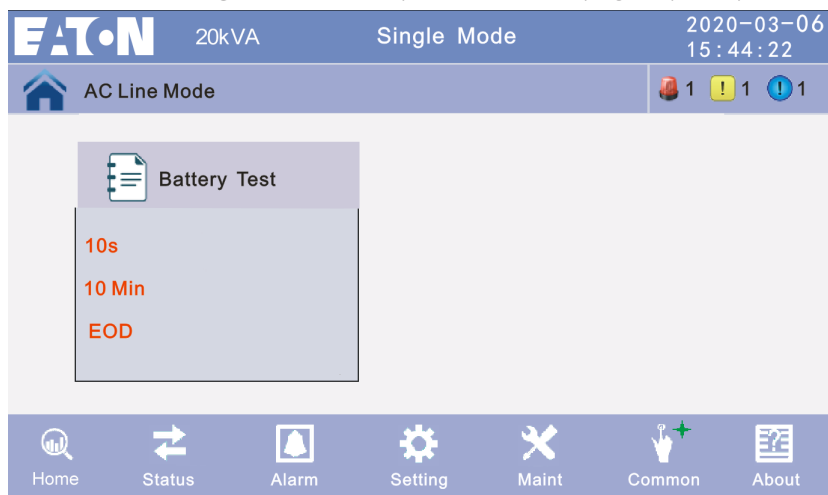 EATON 20kVA Single Mode 2020-03-06
15:44:22
AC Line Mode 1 ! 1 ! 1
Battery Test
10s
10 Min
EOD
Home Status Alarm Setting Maint Common About